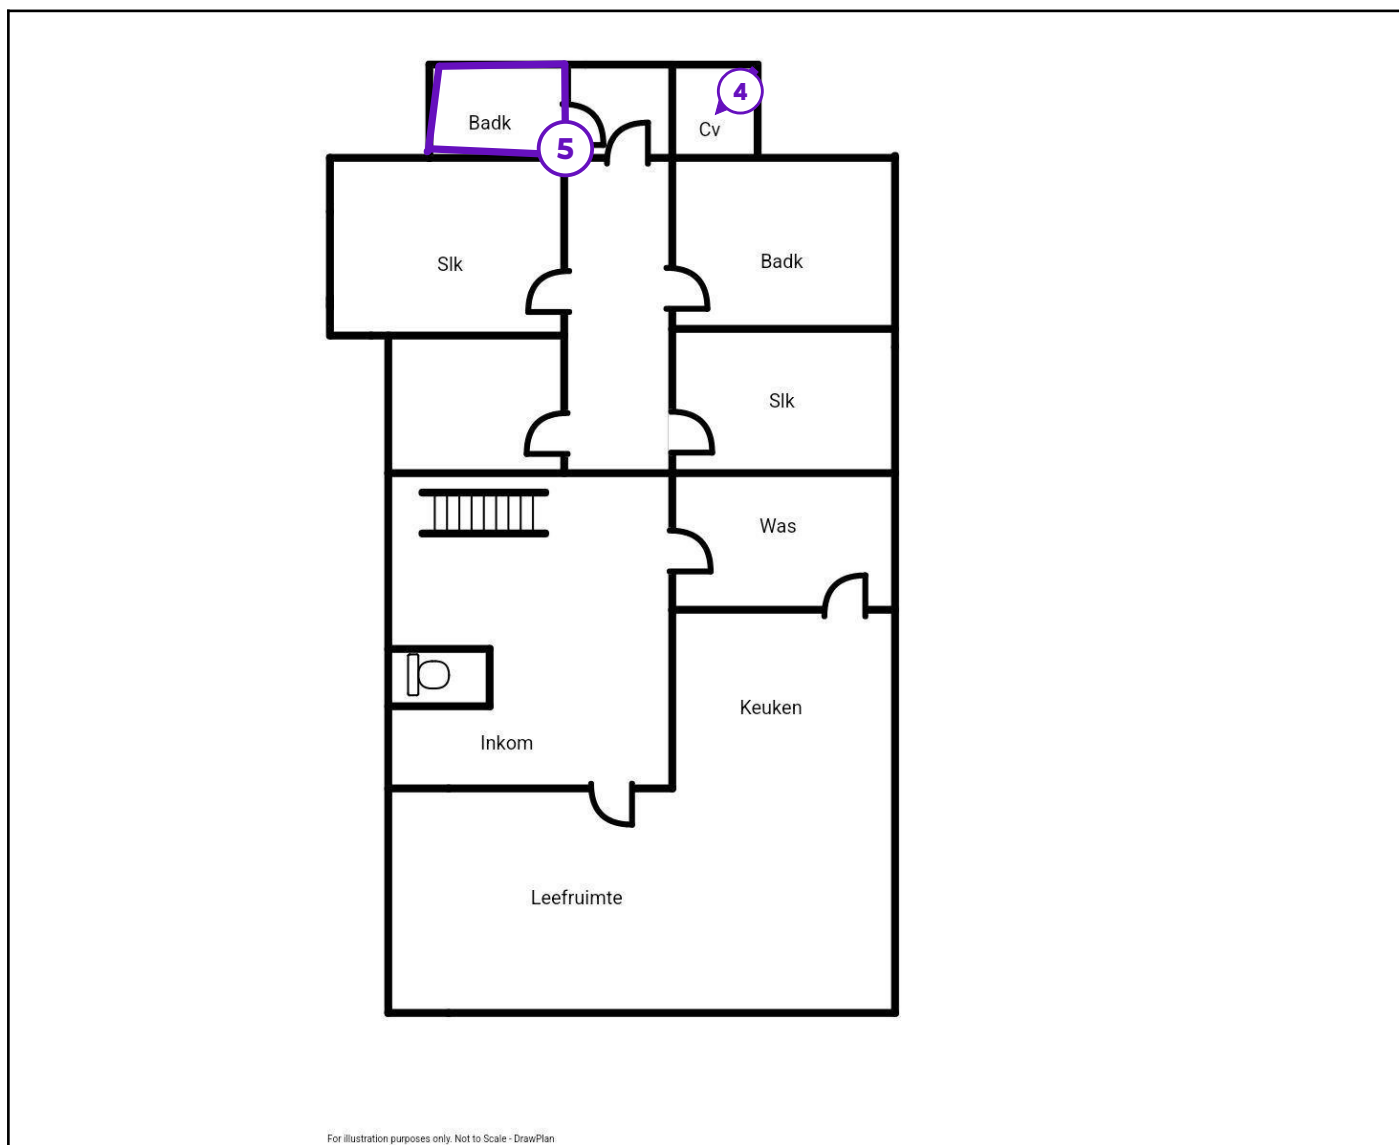 4
Badk
Cv
5
Slk
Badk
Slk
Was
Keuken
Inkom
Leefruimte
For illustration purposes only. Not to Scale - DrawPlan